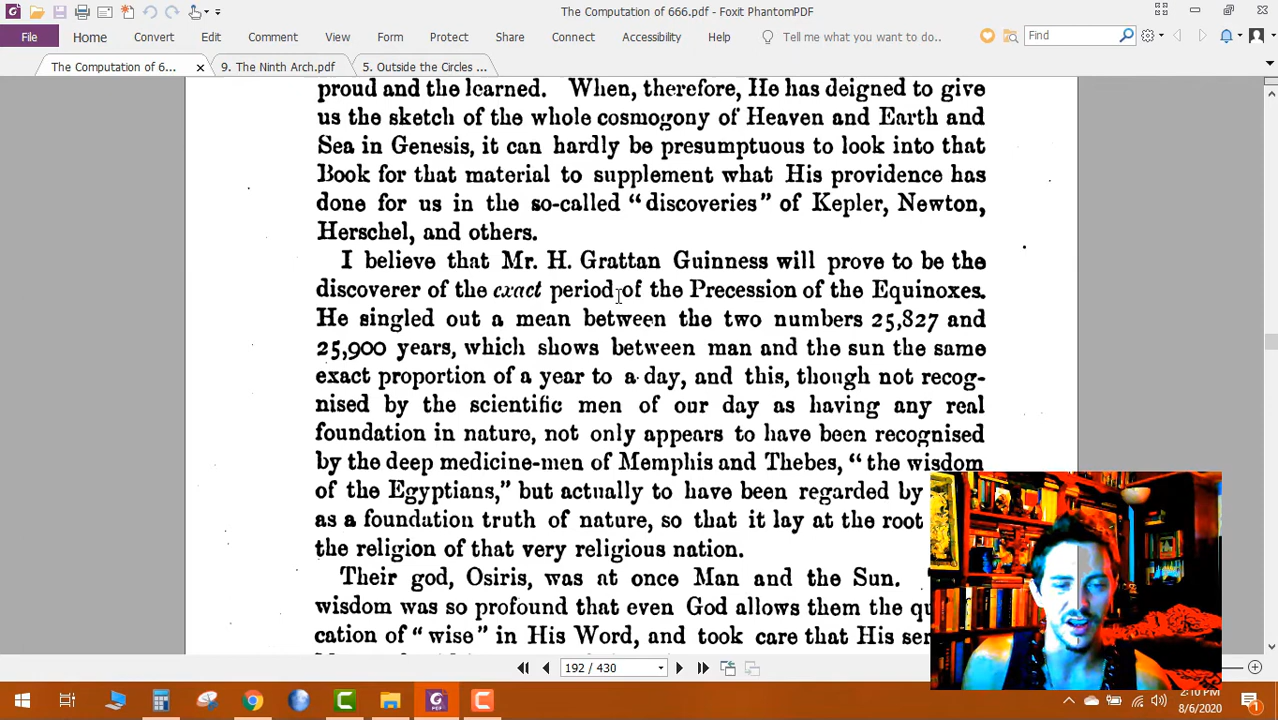 The Computation of 666.pdf - Foxit PhantomPDF
File Home Convert Edit Comment View Form Protect Share Connect Accessibility Help Tell me what you want to do.. Find
The Computation of 6... 9. The Ninth Arch.pdf 5. Outside the Circles ...
proud and the learned. When, therefore, He has deigned to give
us the sketch of the whole cosmogony of Heaven and Earth and
Sea in Genesis, it can hardly be presumptuous to look into that
Book for that material to supplement what His providence has
done for us in the so-called “discoveries” of Kepler, Newton,
Herschel, and others.
I believe that Mr. H. Grattan Guinness will prove to be the
discoverer of the exact period of the Precession of the Equinoxes.
He singled out a mean between the two numbers 25,827 and
25,900 years, which shows between man and the sun the same
exact proportion of a year to a day, and this, though not recog-
nised by the scientific men of our day as having any real
foundation in nature, not only appears to have been recognised
by the deep medicine-men of Memphis and Thebes, “the wisdom
of the Egyptians,” but actually to have been regarded by
as a foundation truth of nature, so that it lay at the root
the religion of that very religious nation.
Their god, Osiris, was at once Man and the Sun.
wisdom was so profound that even God allows them the qu
cation of “wise” in His Word, and took care that His ser
192 / 430
2:10 PM
8/6/2020